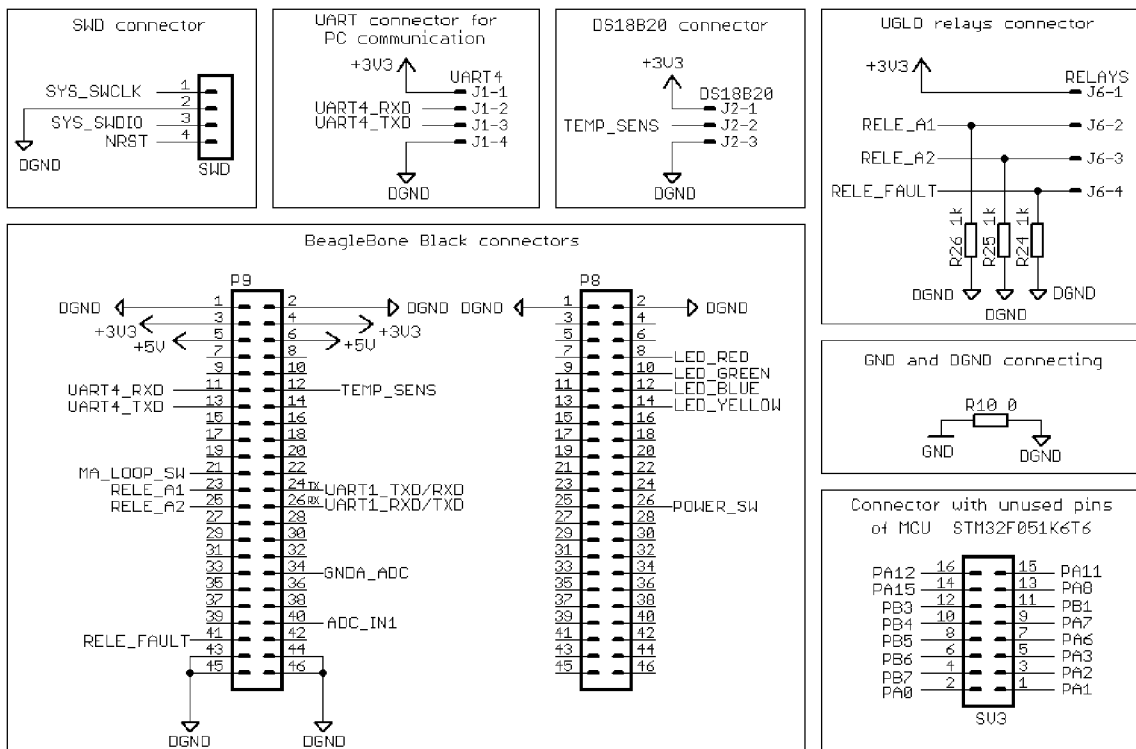 SWD connector
SYS_SWCLK 1
2
SYS_SWDIO 3
NRST 4
DGND
SWD
UART connector for
PC communication
+3V3
UART4
J1-1
UART4_RXD J1-2
UART4_TXD J1-3
J1-4
DGND
DS18B20 connector
+3V3
DS18B20
J2-1
TEMP_SENS J2-2
J2-3
DGND
UGLD relays connector
+3V3
RELAYS
J6-1
RELE_A1 J6-2
RELE_A2 J6-3
RELE_FAULT J6-4
R26 1k
R25 1k
R24 1k
DGND DGND
DGND
BeagleBone Black connectors
P9
DGND 1 2 DGND
+3V3 3 4 +3V3
+5V 5 6 +5V
7 8
9 10
UART4_RXD 11 12 TEMP_SENS
UART4_TXD 13 14
15 16
17 18
19 20
MA_LOOP_SW 21 22
RELE_A1 23 24 TX UART1_TXD/RXD
RELE_A2 25 26 RX UART1_RXD/TXD
27 28
29 30
31 32
33 34 GNDA_ADC
35 36
37 38
39 40 ADC_IN1
RELE_FAULT 41 42
43 44
45 46
DGND DGND
P8
DGND 1 2 DGND
3 4
5 6
7 8 LED_RED
9 10 LED_GREEN
11 12 LED_BLUE
13 14 LED_YELLOW
15 16
17 18
19 20
21 22
23 24
25 26 POWER_SW
27 28
29 30
31 32
33 34
35 36
37 38
39 40
41 42
43 44
45 46
GND and DGND connecting
R10 0
GND DGND
Connector with unused pins
of MCU STM32F051K6T6
PA12 16 15 PA11
PA15 14 13 PA8
PB3 12 11 PB1
PB4 10 9 PA7
PB5 8 7 PA6
PB6 6 5 PA3
PB7 4 3 PA2
PA0 2 1 PA1
SV3